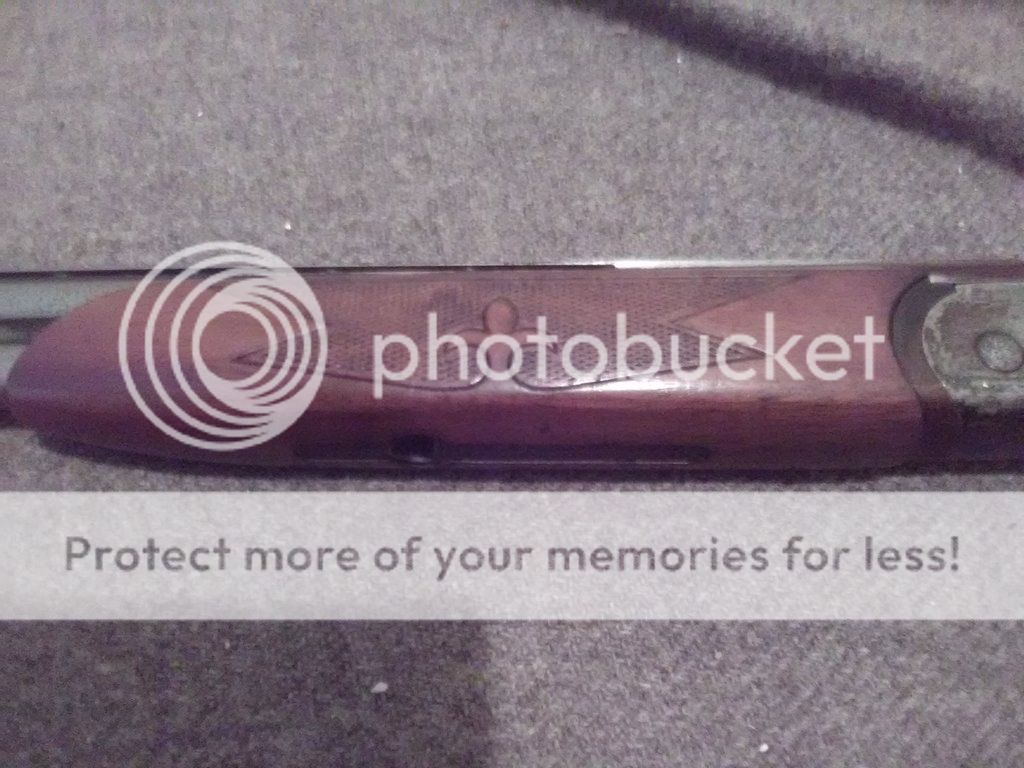 photobucket
Protect more of your memories for less!